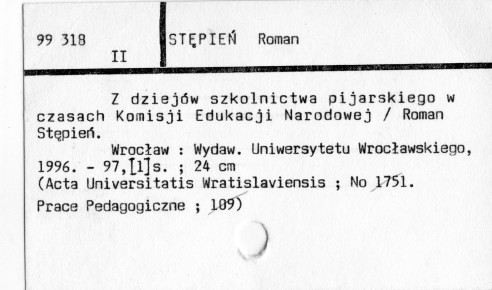 99 318
II
STĘPIEŃ Roman
Z dziejów szkolnictwa pijarskiego w
czasach Komisji Edukacji Narodowej / Roman
Stępień.
Wrocław : Wydaw. Uniwersytetu Wrocławskiego,
1996. - 97,[1]s. ; 24 cm
(Acta Universitatis Wratislaviensis ; No 1751.
Prace Pedagogiczne ; 109)